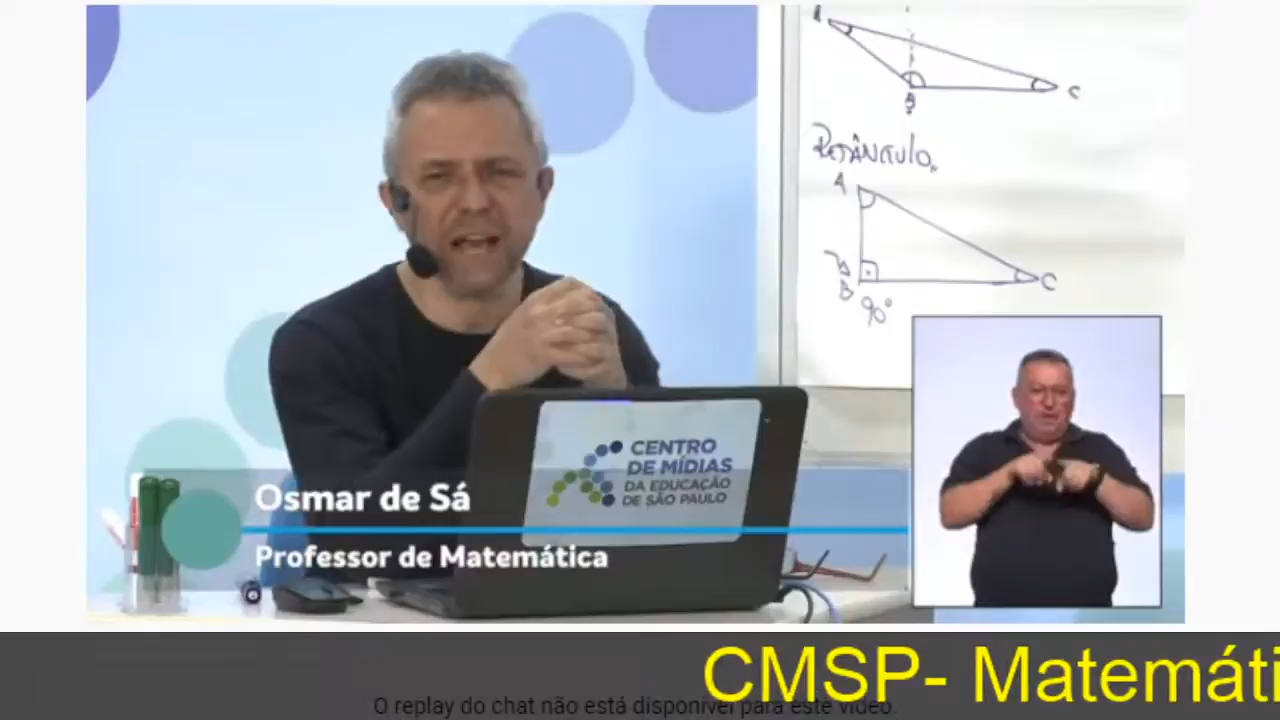 A
B
C
RETÂNGULO.
A
B
C
90°
CENTRO
DE MÍDIAS
DA EDUCAÇÃO
DE SÃO PAULO
Osmar de Sá
Professor de Matemática
CMSP- Matemáti
O replay do chat não está disponível para este vídeo.